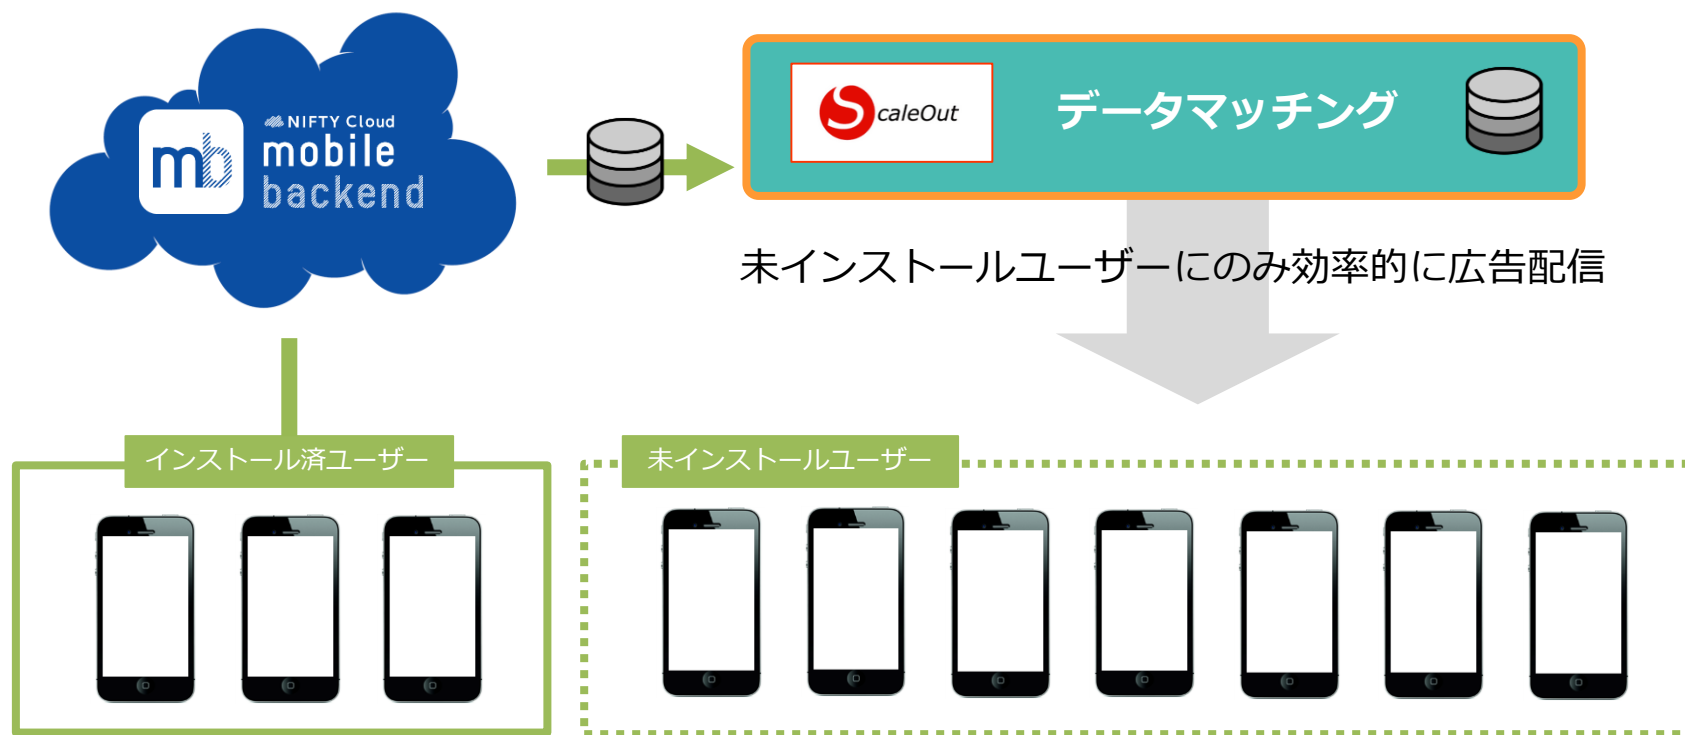 NIFTY Cloud
mobile
backend
mb
ScaleOut
データマッチング
未インストールユーザーにのみ効率的に広告配信
インストール済ユーザー
未インストールユーザー